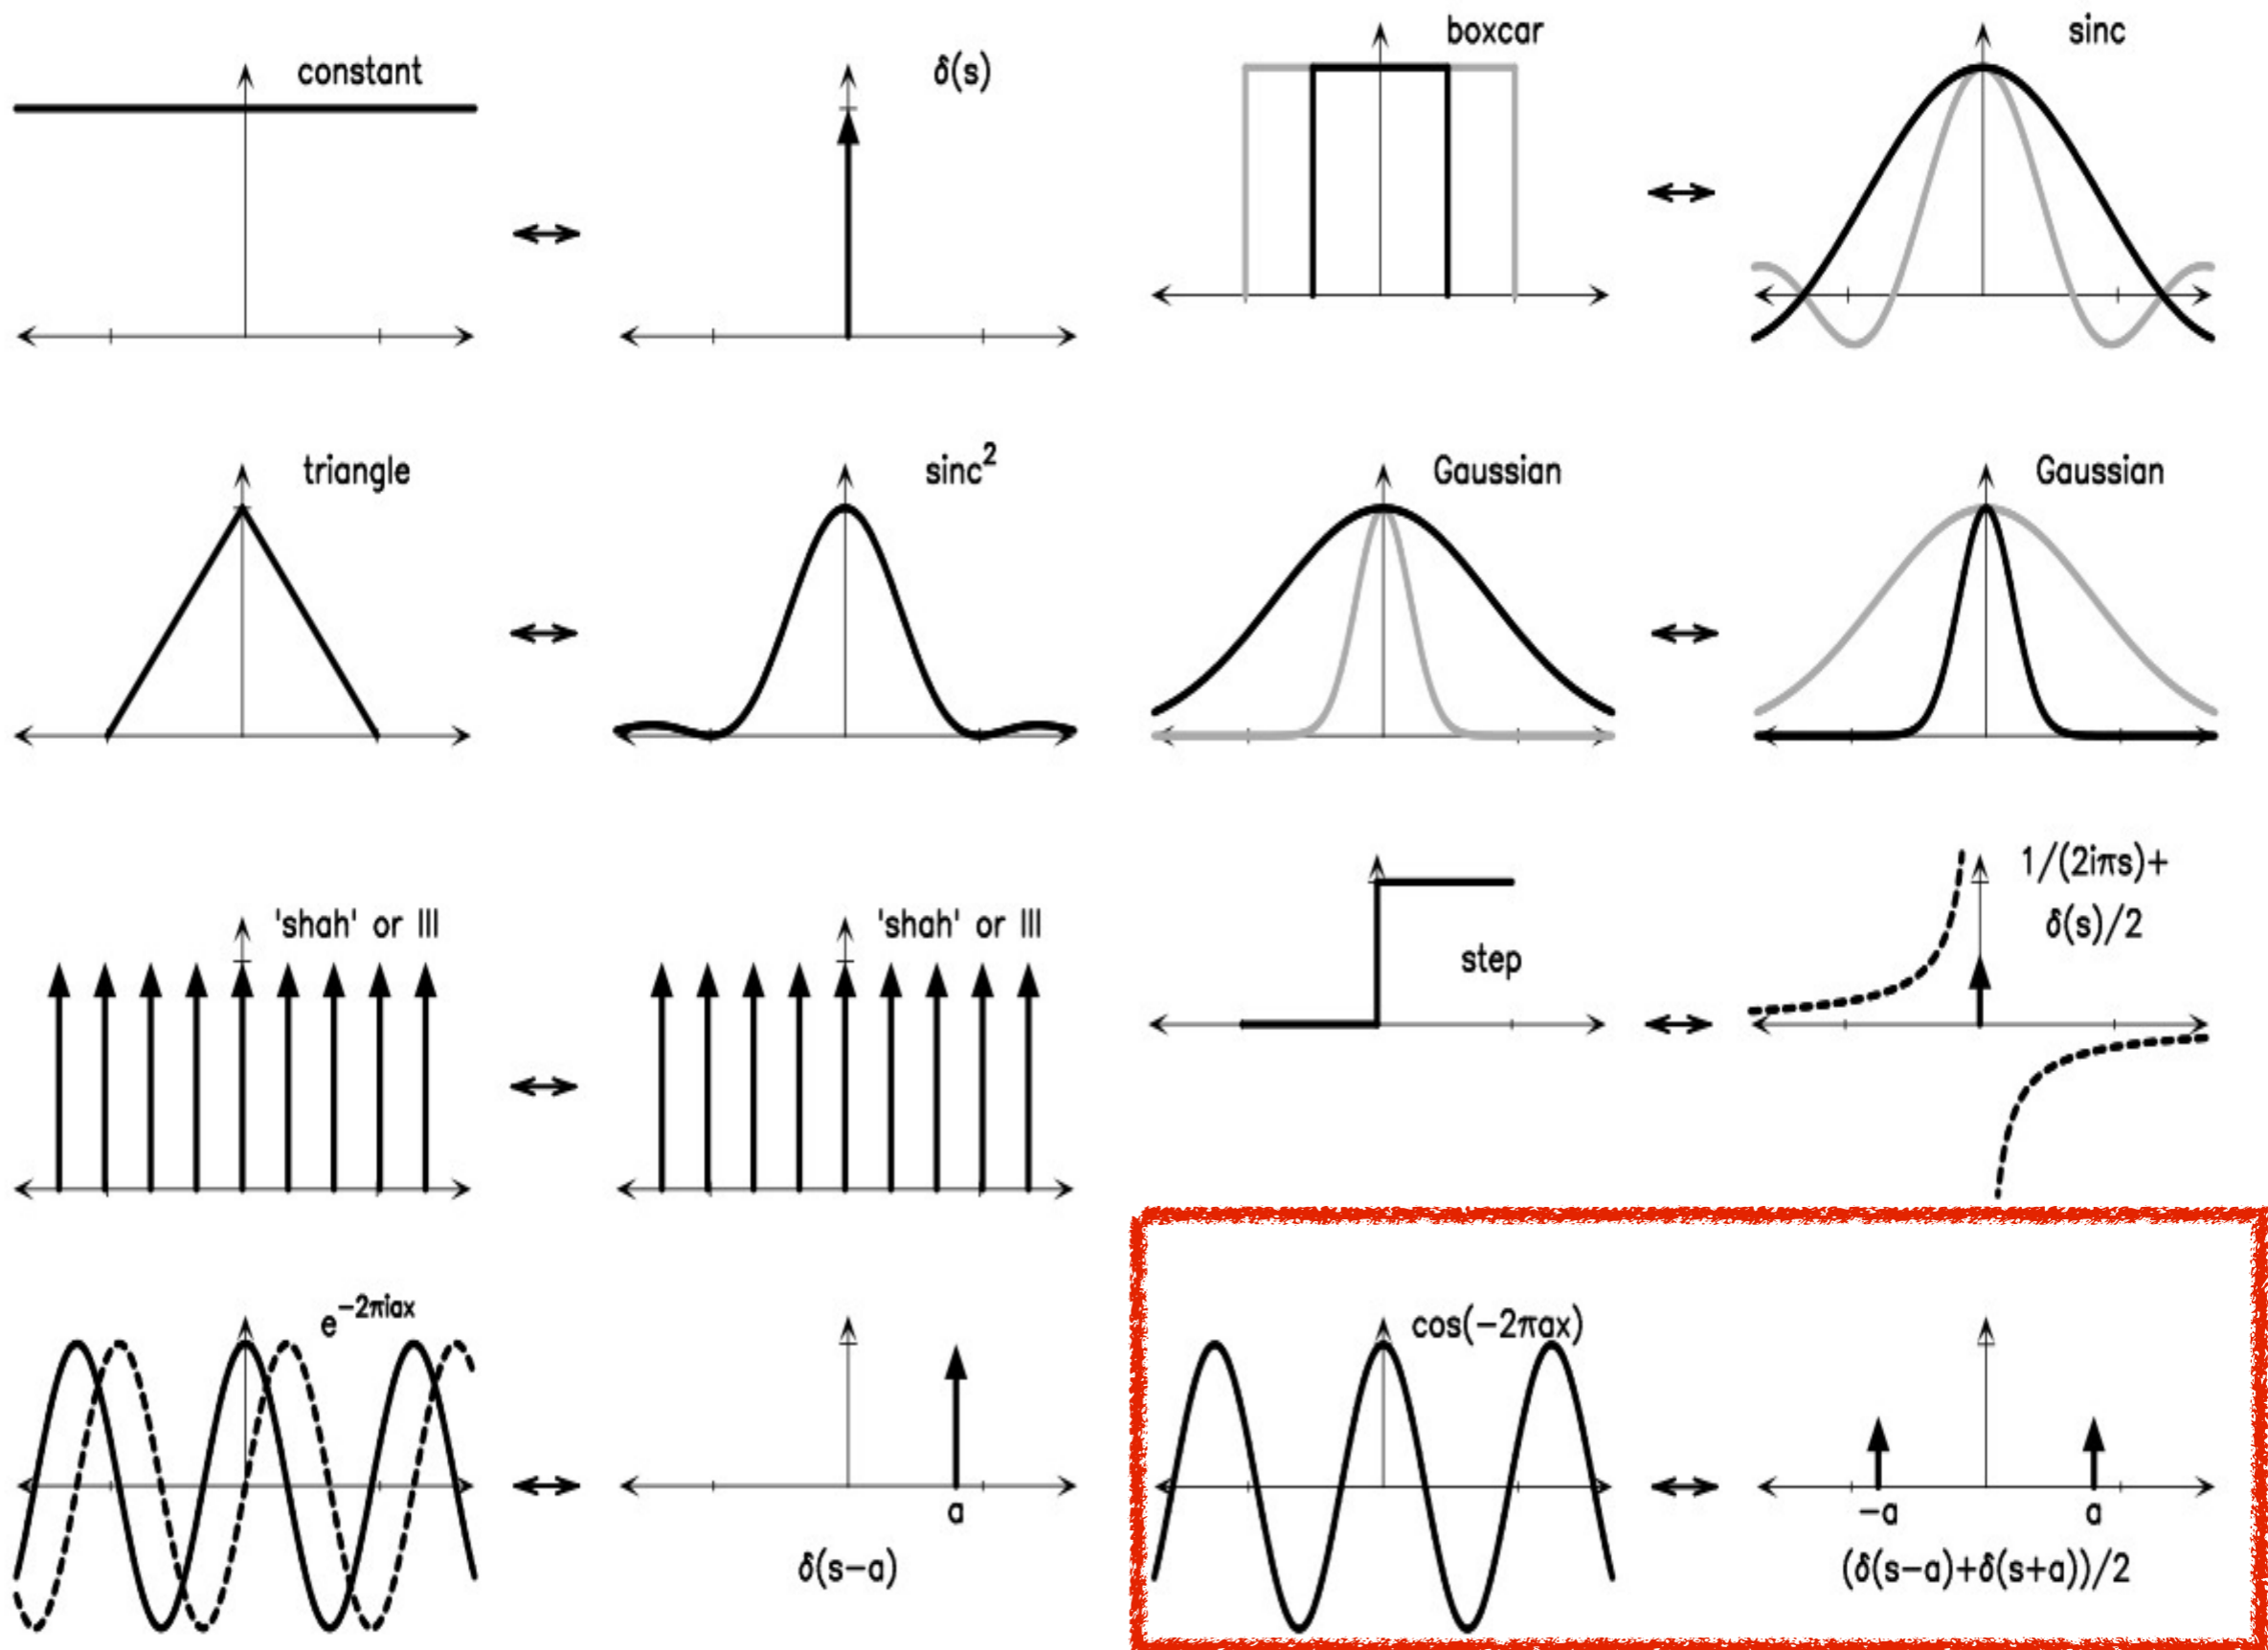 constant
δ(s)
boxcar
sinc
triangle
sinc²
Gaussian
Gaussian
'shah' or III
'shah' or III
step
1/(2iπs)+
δ(s)/2
e^−2πiax
a
δ(s−a)
cos(−2πax)
−a
a
(δ(s−a)+δ(s+a))/2